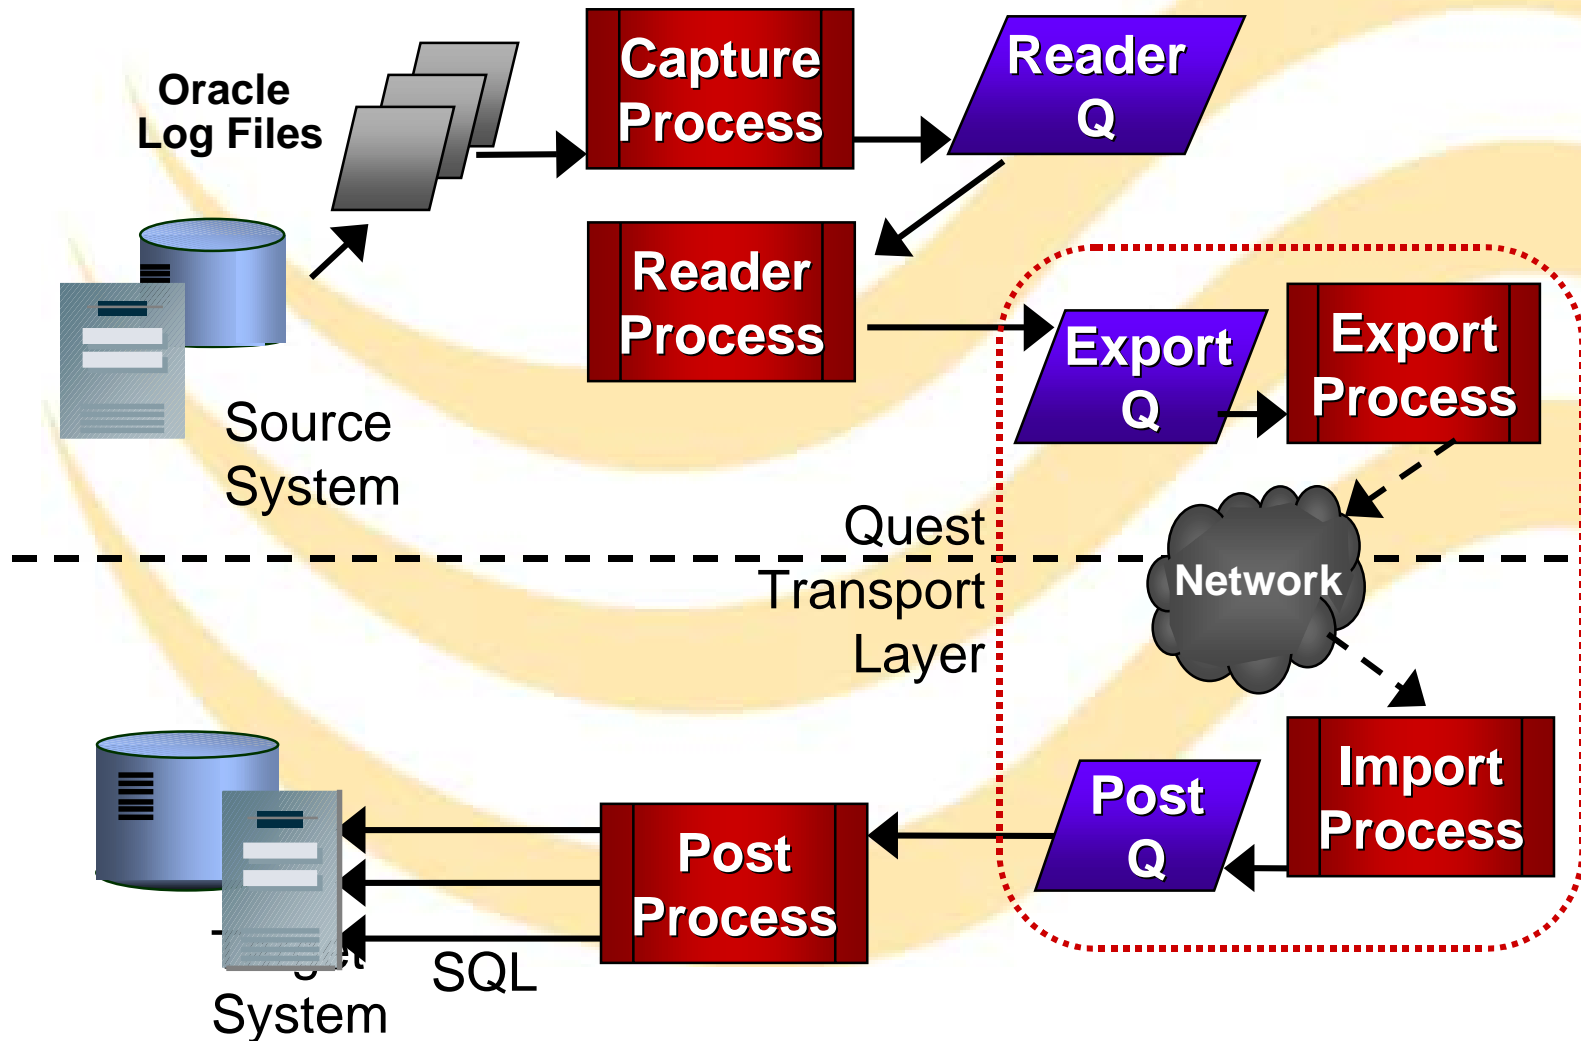 Oracle
Log Files
Capture
Process
Reader
Q
Reader
Process
Export
Q
Export
Process
Source
System
Quest
Transport
Layer
Network
Import
Process
Post
Q
Post
Process
SQL
System